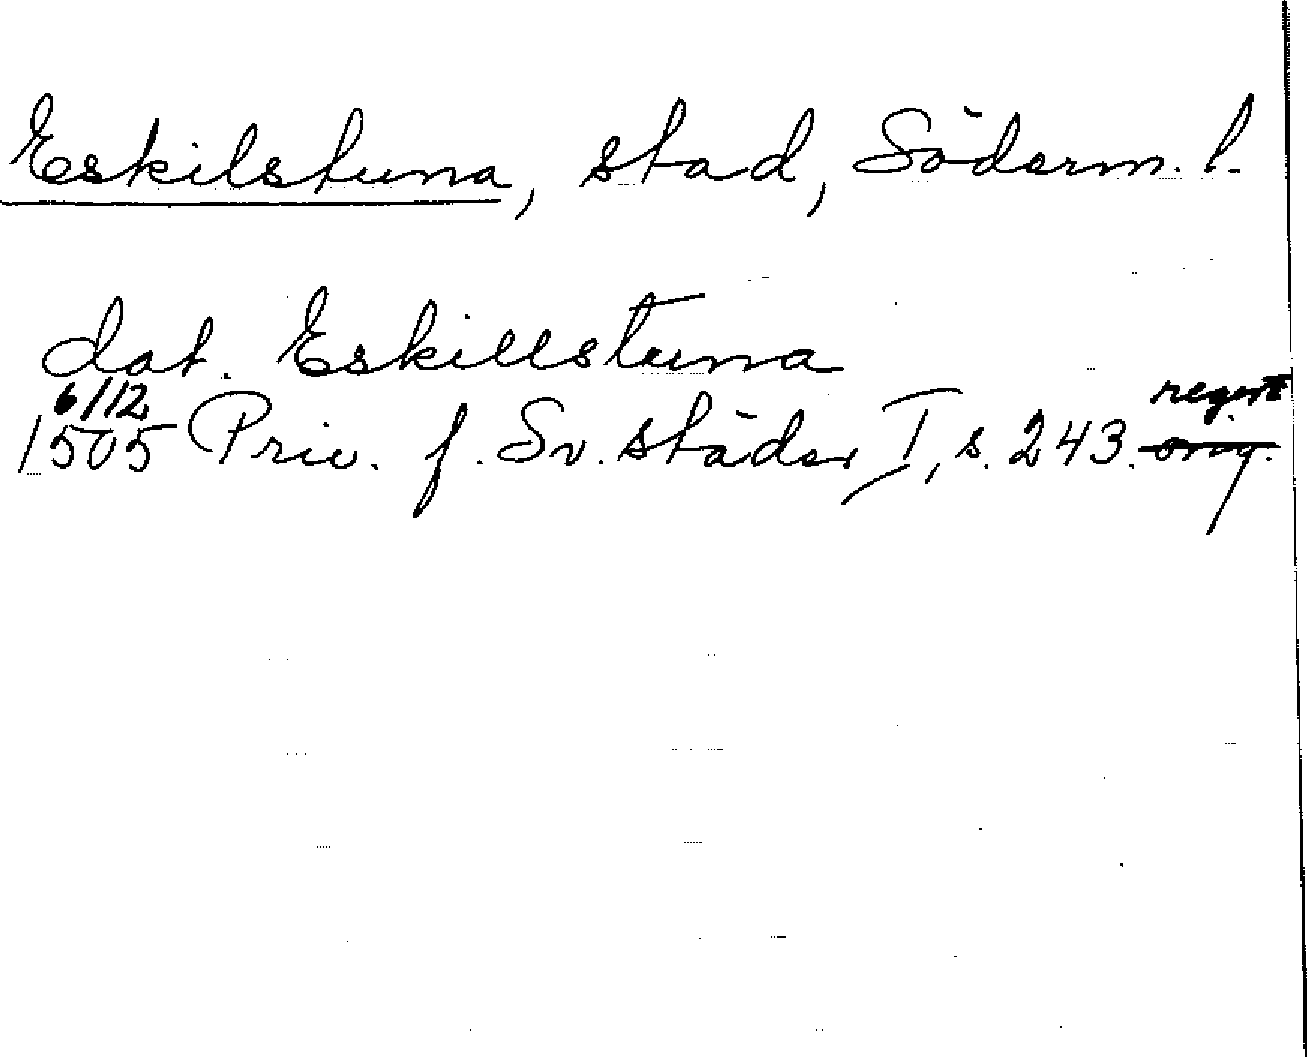 Eskilstuna, stad, Söderm. l.
dat. Eskillstuna
6/12 regest
1505 Priv. f. Sv. städer I, s. 243. orig.